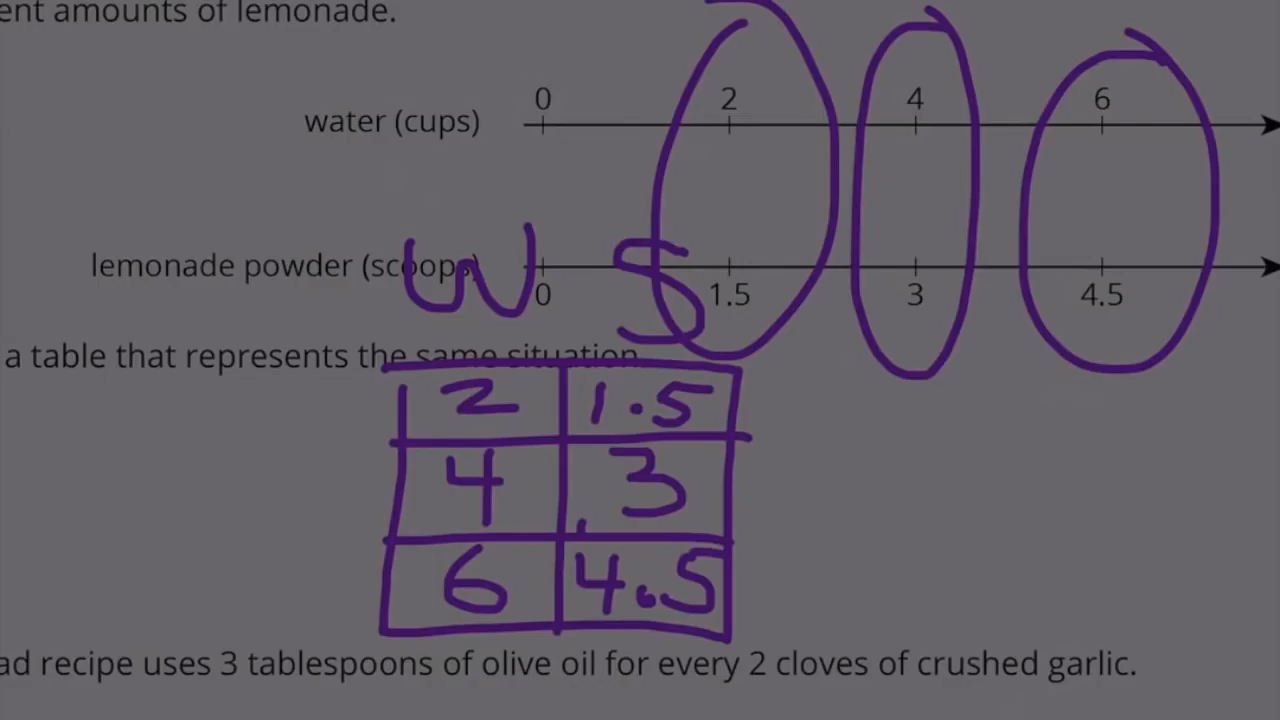 ent amounts of lemonade.
0 2 4 6
water (cups)
W S
lemonade powder (scoops)
0 1.5 3 4.5
a table that represents the same situation.
2 1.5
4 3
6 4.5
ad recipe uses 3 tablespoons of olive oil for every 2 cloves of crushed garlic.